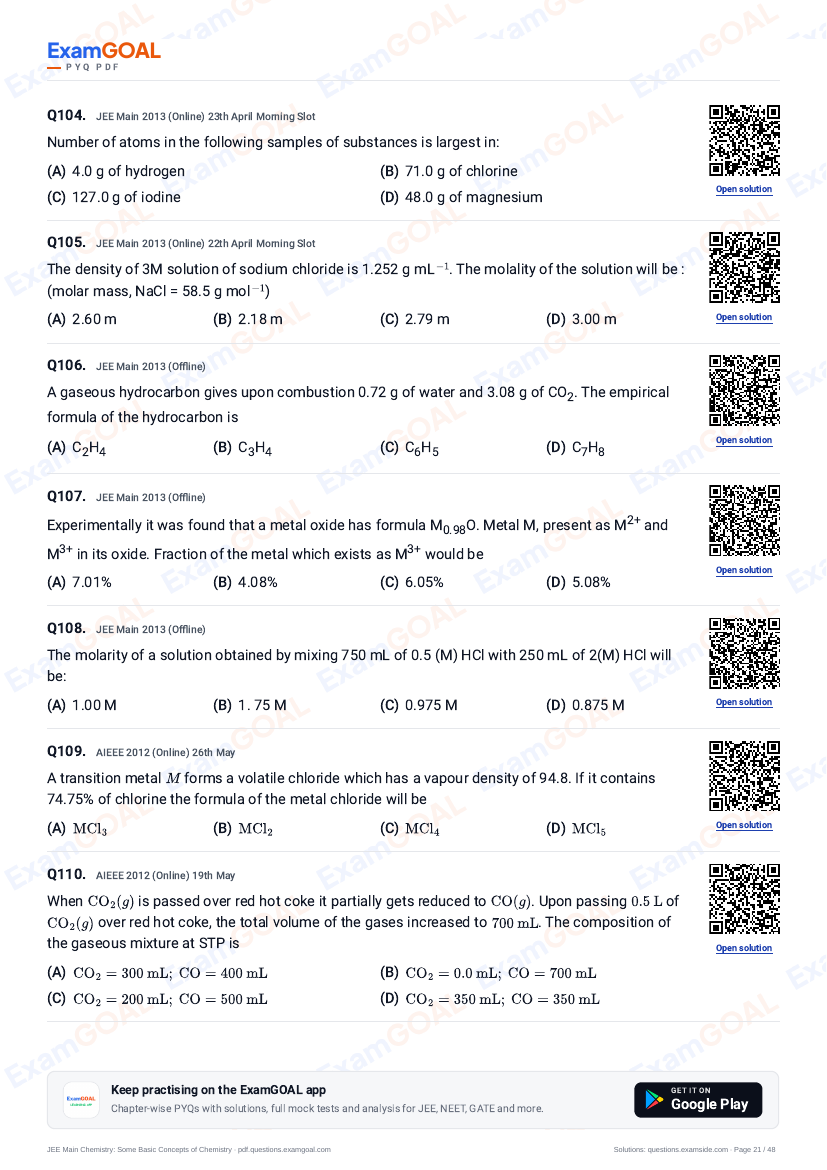 ExamGOAL
PYQ PDF
Q104. JEE Main 2013 (Online) 23th April Morning Slot
Number of atoms in the following samples of substances is largest in:
(A) 4.0 g of hydrogen (B) 71.0 g of chlorine
(C) 127.0 g of iodine (D) 48.0 g of magnesium
Open solution
Q105. JEE Main 2013 (Online) 22th April Morning Slot
The density of 3M solution of sodium chloride is 1.252 g mL⁻¹. The molality of the solution will be :
(molar mass, NaCl = 58.5 g mol⁻¹)
(A) 2.60 m (B) 2.18 m (C) 2.79 m (D) 3.00 m
Open solution
Q106. JEE Main 2013 (Offline)
A gaseous hydrocarbon gives upon combustion 0.72 g of water and 3.08 g of CO₂. The empirical
formula of the hydrocarbon is
(A) C₂H₄ (B) C₃H₄ (C) C₆H₅ (D) C₇H₈
Open solution
Q107. JEE Main 2013 (Offline)
Experimentally it was found that a metal oxide has formula M₀.₉₈O. Metal M, present as M²⁺ and
M³⁺ in its oxide. Fraction of the metal which exists as M³⁺ would be
(A) 7.01% (B) 4.08% (C) 6.05% (D) 5.08%
Open solution
Q108. JEE Main 2013 (Offline)
The molarity of a solution obtained by mixing 750 mL of 0.5 (M) HCl with 250 mL of 2(M) HCl will
be:
(A) 1.00 M (B) 1. 75 M (C) 0.975 M (D) 0.875 M
Open solution
Q109. AIEEE 2012 (Online) 26th May
A transition metal M forms a volatile chloride which has a vapour density of 94.8. If it contains
74.75% of chlorine the formula of the metal chloride will be
(A) MCl₃ (B) MCl₂ (C) MCl₄ (D) MCl₅
Open solution
Q110. AIEEE 2012 (Online) 19th May
When CO₂(g) is passed over red hot coke it partially gets reduced to CO(g). Upon passing 0.5 L of
CO₂(g) over red hot coke, the total volume of the gases increased to 700 mL. The composition of
the gaseous mixture at STP is
(A) CO₂ = 300 mL; CO = 400 mL (B) CO₂ = 0.0 mL; CO = 700 mL
(C) CO₂ = 200 mL; CO = 500 mL (D) CO₂ = 350 mL; CO = 350 mL
Open solution
ExamGOAL
Keep practising on the ExamGOAL app
Chapter-wise PYQs with solutions, full mock tests and analysis for JEE, NEET, GATE and more.
GET IT ON
Google Play
JEE Main Chemistry: Some Basic Concepts of Chemistry · pdf.questions.examgoal.com
Solutions: questions.examside.com · Page 21 / 48